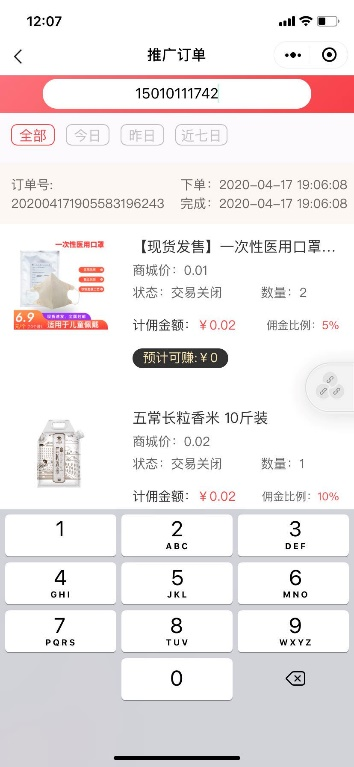 12:07
推广订单
15010111742
全部 今日 昨日 近七日
订单号: 下单：2020-04-17 19:06:08
202004171905583196243 完成：2020-04-17 19:06:08
一次性医用口罩
6.9
适用于儿童佩戴
【现货发售】一次性医用口罩...
商城价：0.01
状态：交易关闭 数量：2
计佣金额：￥0.02 佣金比例：5%
预计可赚:￥0
五常长粒香米 10斤装
商城价：0.02
状态：交易关闭 数量：1
计佣金额：￥0.02 佣金比例：10%
1 2 3
ABC DEF
4 5 6
GHI JKL MNO
7 8 9
PQRS TUV WXYZ
0